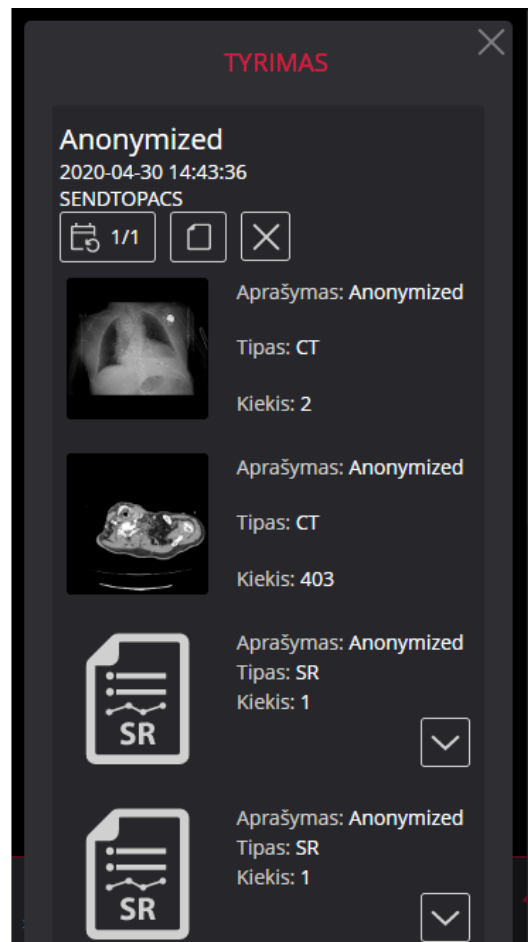 TYRIMAS
Anonymized
2020-04-30 14:43:36
SENDTOPACS
1/1
Aprašymas: Anonymized
Tipas: CT
Kiekis: 2
Aprašymas: Anonymized
Tipas: CT
Kiekis: 403
SR
Aprašymas: Anonymized
Tipas: SR
Kiekis: 1
SR
Aprašymas: Anonymized
Tipas: SR
Kiekis: 1